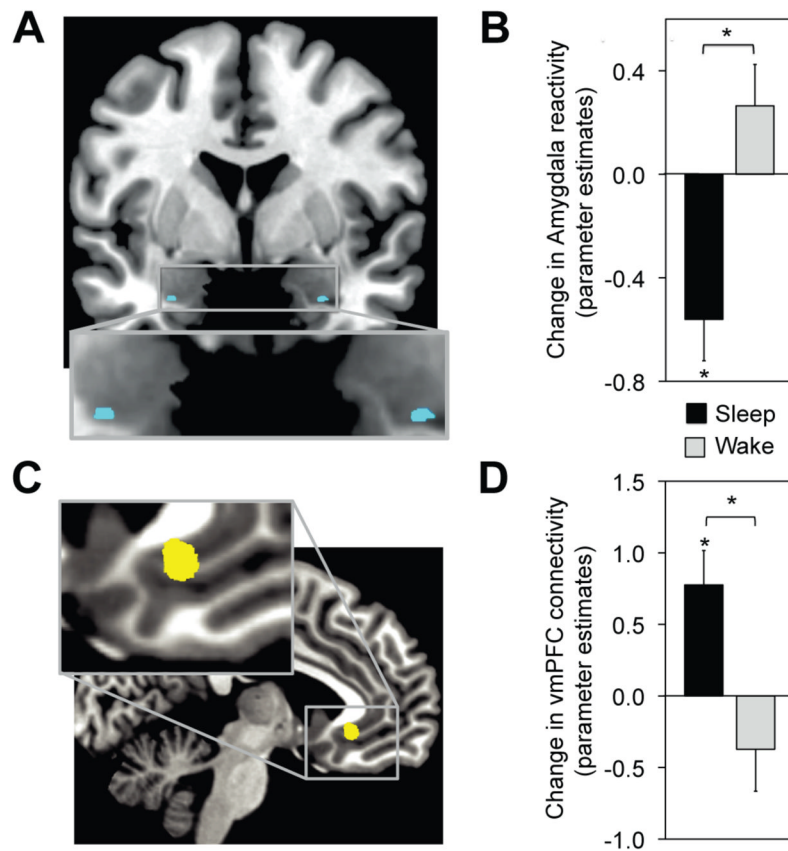 A
B
*
Change in Amygdala reactivity
(parameter estimates)
0.4
0.0
-0.4
-0.8
*
Sleep
Wake
C
D
*
*
Change in vmPFC connectivity
(parameter estimates)
1.5
1.0
0.5
0.0
-0.5
-1.0